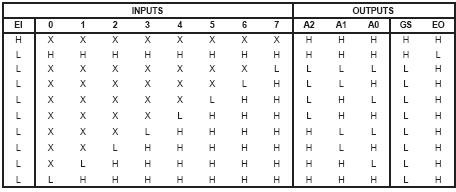 INPUTS OUTPUTS
EI 0 1 2 3 4 5 6 7 A2 A1 A0 GS EO
H X X X X X X X X H H H H H
L H H H H H H H H H H H H L
L X X X X X X X L L L L L H
L X X X X X X L H L L H L H
L X X X X X L H H L H L L H
L X X X X L H H H L H H L H
L X X X L H H H H H L L L H
L X X L H H H H H H L H L H
L X L H H H H H H H H L L H
L L H H H H H H H H H H L H